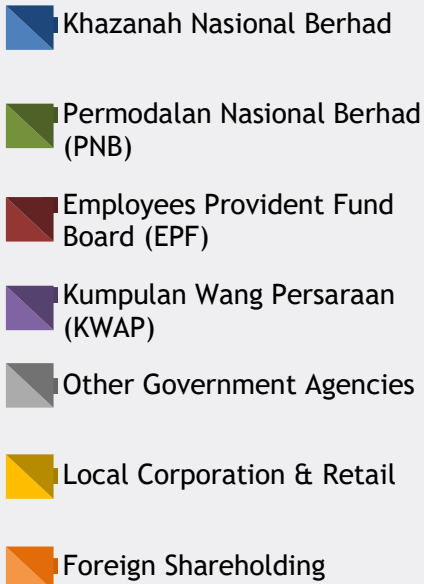 Khazanah Nasional Berhad
Permodalan Nasional Berhad
(PNB)
Employees Provident Fund
Board (EPF)
Kumpulan Wang Persaraan
(KWAP)
Other Government Agencies
Local Corporation & Retail
Foreign Shareholding